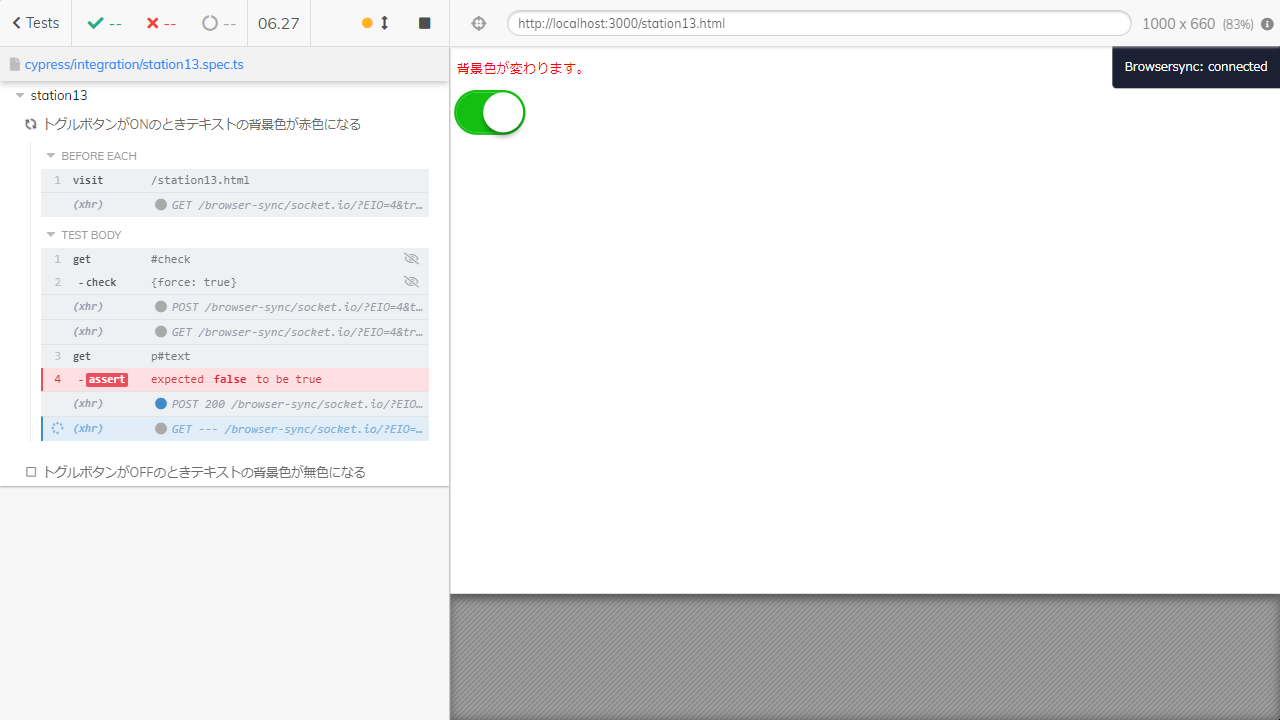 Tests -- -- -- 06.27
http://localhost:3000/station13.html 1000 x 660 (83%)
cypress/integration/station13.spec.ts
station13
トグルボタンがONのときテキストの背景色が赤色になる
BEFORE EACH
1 visit /station13.html
(xhr) GET /browser-sync/socket.io/?EIO=4&tr…
TEST BODY
1 get #check
2 -check {force: true}
(xhr) POST /browser-sync/socket.io/?EIO=4&t…
(xhr) GET /browser-sync/socket.io/?EIO=4&tr…
3 get p#text
4 -assert expected false to be true
(xhr) POST 200 /browser-sync/socket.io/?EIO…
(xhr) GET --- /browser-sync/socket.io/?EIO=…
トグルボタンがOFFのときテキストの背景色が無色になる
背景色が変わります。
Browsersync: connected